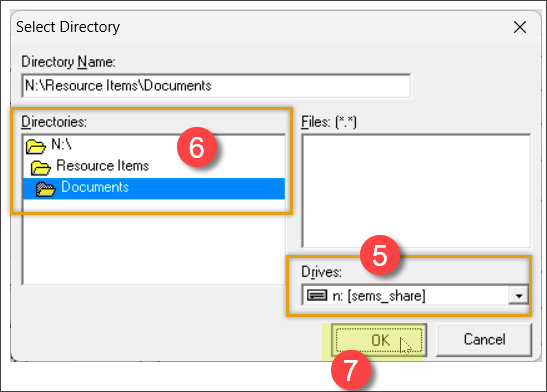 Select Directory
Directory Name:
N:\Resource Items\Documents
Directories:
6
Files: (*.*)
N:\
Resource Items
Documents
5
Drives:
n: [sems_share]
OK
Cancel
7